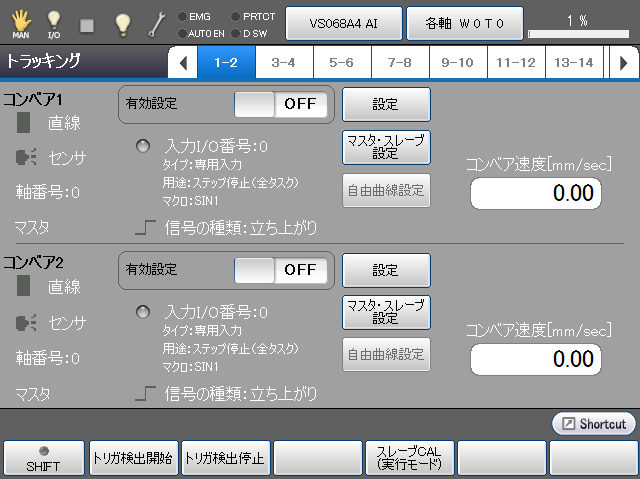 MAN
I/O
EMG
PRTCT
AUTOEN
DSW
VS068A4 AI
各軸 W0T0
1 %
トラッキング
1-2
3-4
5-6
7-8
9-10
11-12
13-14
コンベア1
有効設定
OFF
設定
直線
入力I/O番号:0
マスタ・スレーブ
設定
センサ
タイプ:専用入力
コンベア速度[mm/sec]
用途:ステップ停止(全タスク)
自由曲線設定
軸番号:0
マクロ:SIN1
0.00
マスタ
信号の種類:立ち上がり
コンベア2
有効設定
OFF
設定
直線
入力I/O番号:0
マスタ・スレーブ
設定
センサ
タイプ:専用入力
コンベア速度[mm/sec]
用途:ステップ停止(全タスク)
自由曲線設定
軸番号:0
マクロ:SIN1
0.00
マスタ
信号の種類:立ち上がり
Shortcut
SHIFT
トリガ検出開始
トリガ検出停止
スレーブCAL
(実行モード)